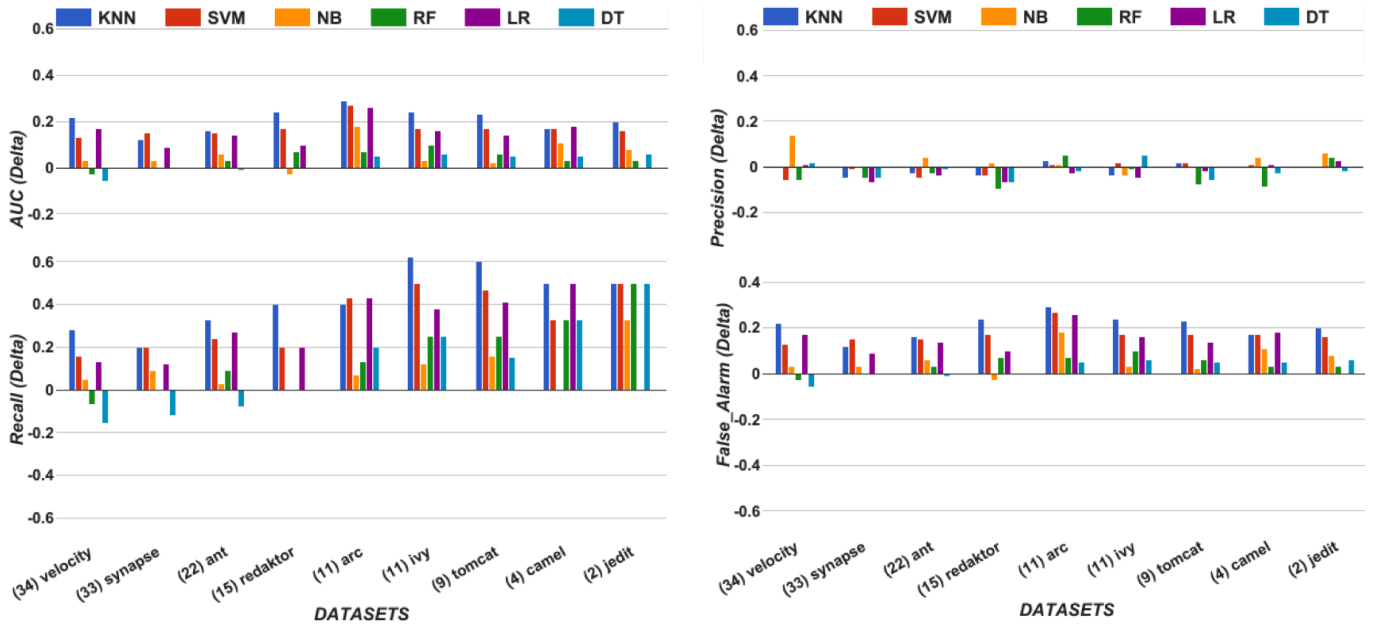 KNN SVM NB RF LR DT
0.6
0.4
0.2
0
-0.2
AUC (Delta)
0.6
0.4
0.2
0
-0.2
-0.4
-0.6
Recall (Delta)
(34) velocity
(33) synapse
(22) ant
(15) redaktor
(11) arc
(11) ivy
(9) tomcat
(4) camel
(2) jedit
DATASETS
KNN SVM NB RF LR DT
0.6
0.4
0.2
0
-0.2
Precision (Delta)
0.4
0.2
0
-0.2
-0.4
-0.6
False_Alarm (Delta)
(34) velocity
(33) synapse
(22) ant
(15) redaktor
(11) arc
(11) ivy
(9) tomcat
(4) camel
(2) jedit
DATASETS